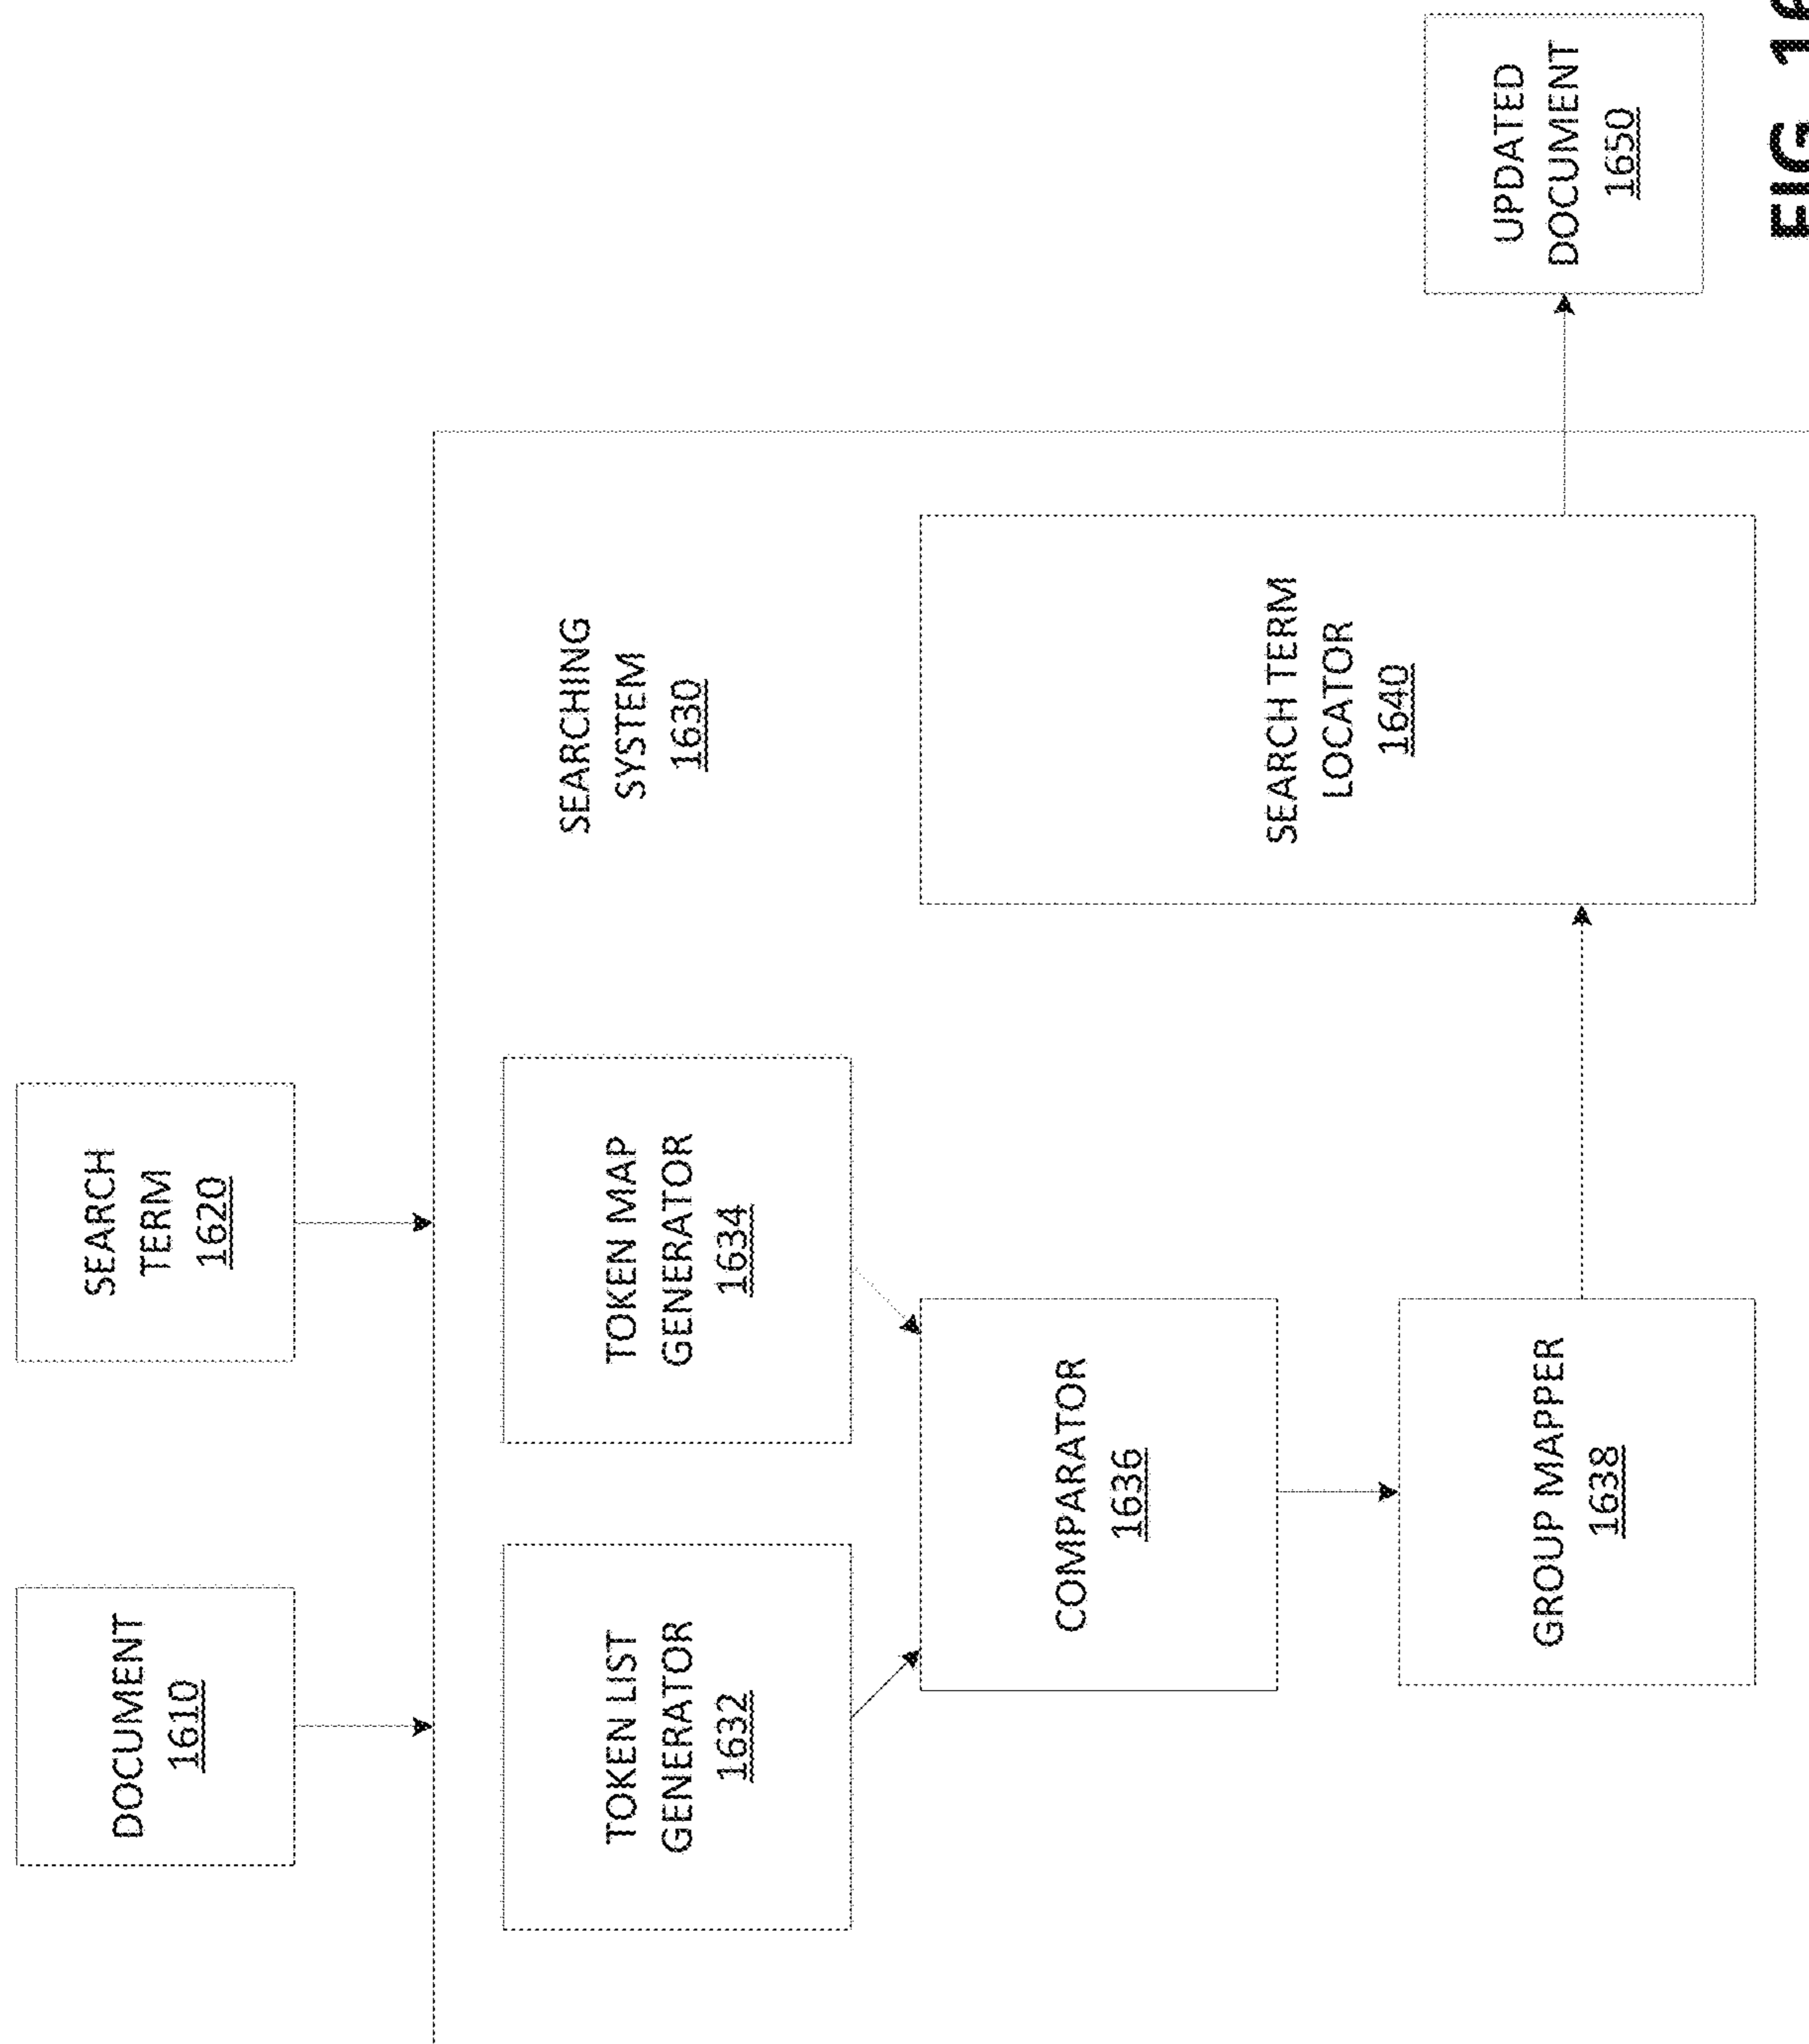 DOCUMENT
1610
SEARCH
TERM
1620
TOKEN LIST
GENERATOR
1632
TOKEN MAP
GENERATOR
1634
SEARCHING
SYSTEM
1630
COMPARATOR
1636
SEARCH TERM
LOCATOR
1640
GROUP MAPPER
1638
UPDATED
DOCUMENT
1650
FIG